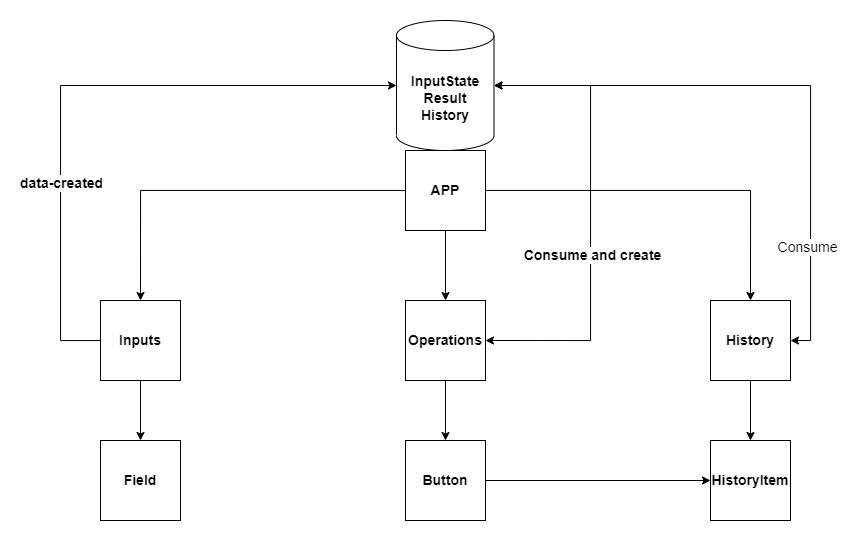 InputState
Result
History
data-created
APP
Consume
Consume and create
Inputs
Operations
History
Field
Button
HistoryItem